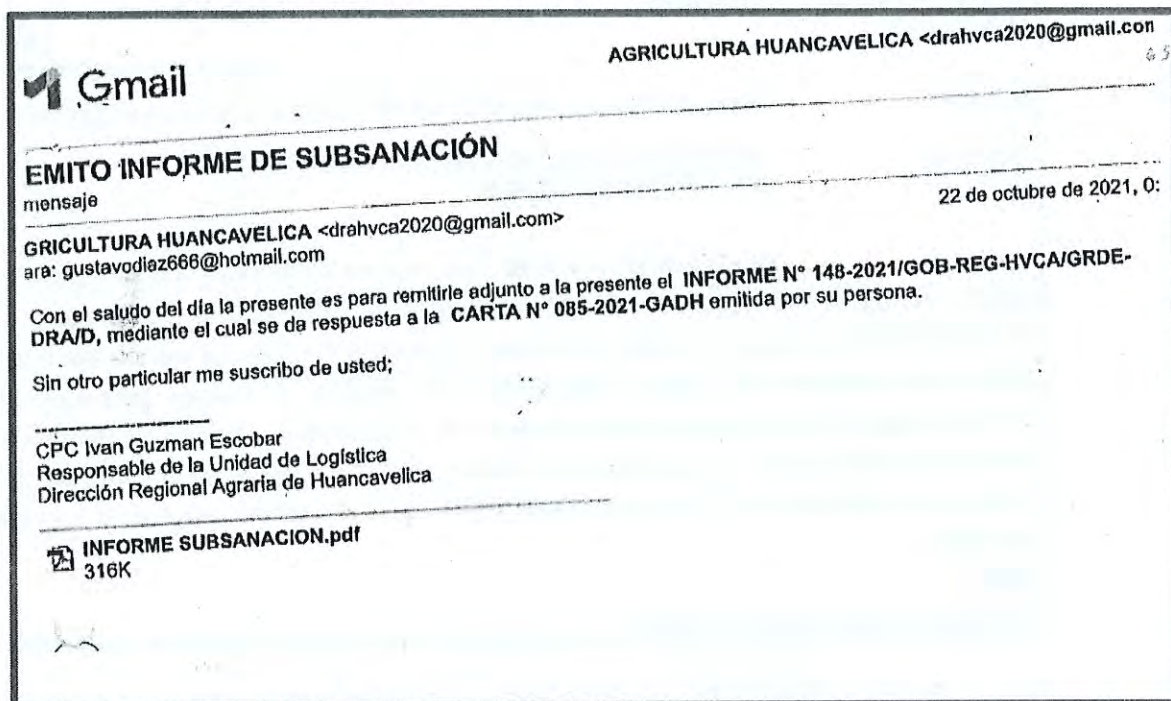 AGRICULTURA HUANCAVELICA <drahvca2020@gmail.con
Gmail
EMITO INFORME DE SUBSANACIÓN
mensaje
22 de octubre de 2021, 0:
GRICULTURA HUANCAVELICA <drahvca2020@gmail.com>
ara: gustavodiaz666@hotmail.com
Con el saludo del día la presente es para remitirle adjunto a la presente el INFORME N° 148-2021/GOB-REG-HVCA/GRDE-
DRA/D, mediante el cual se da respuesta a la CARTA N° 085-2021-GADH emitida por su persona.
Sin otro particular me suscribo de usted;
CPC Ivan Guzman Escobar
Responsable de la Unidad de Logística
Dirección Regional Agraria de Huancavelica
INFORME SUBSANACION.pdf
316K